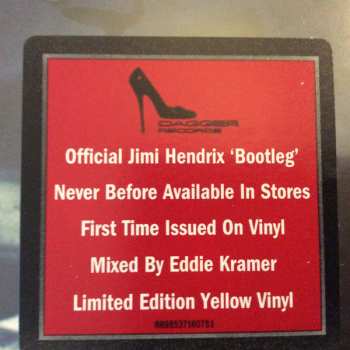 DAGGER
RECORDS
Official Jimi Hendrix 'Bootleg'
Never Before Available In Stores
First Time Issued On Vinyl
Mixed By Eddie Kramer
Limited Edition Yellow Vinyl